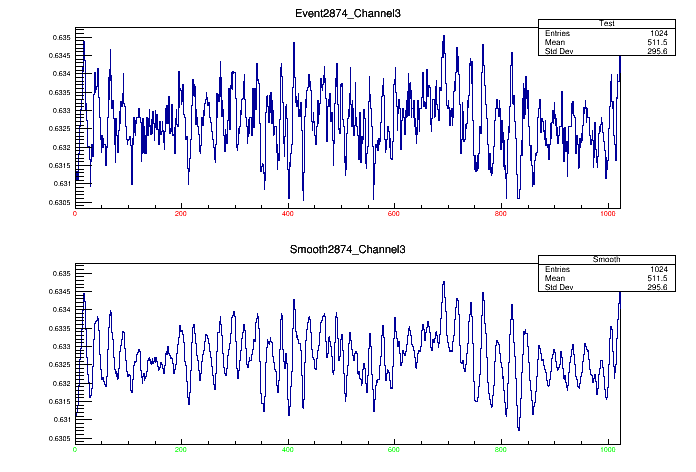 Event2874_Channel3
Test
Entries 1024
Mean 511.5
Std Dev 295.6
0.635
0.6345
0.634
0.6335
0.633
0.6325
0.632
0.6315
0.631
0.6305
0 200 400 600 800 1000
Smooth2874_Channel3
Smooth
Entries 1024
Mean 511.5
Std Dev 295.6
0.635
0.6345
0.634
0.6335
0.633
0.6325
0.632
0.6315
0.631
0.6305
0 200 400 600 800 1000